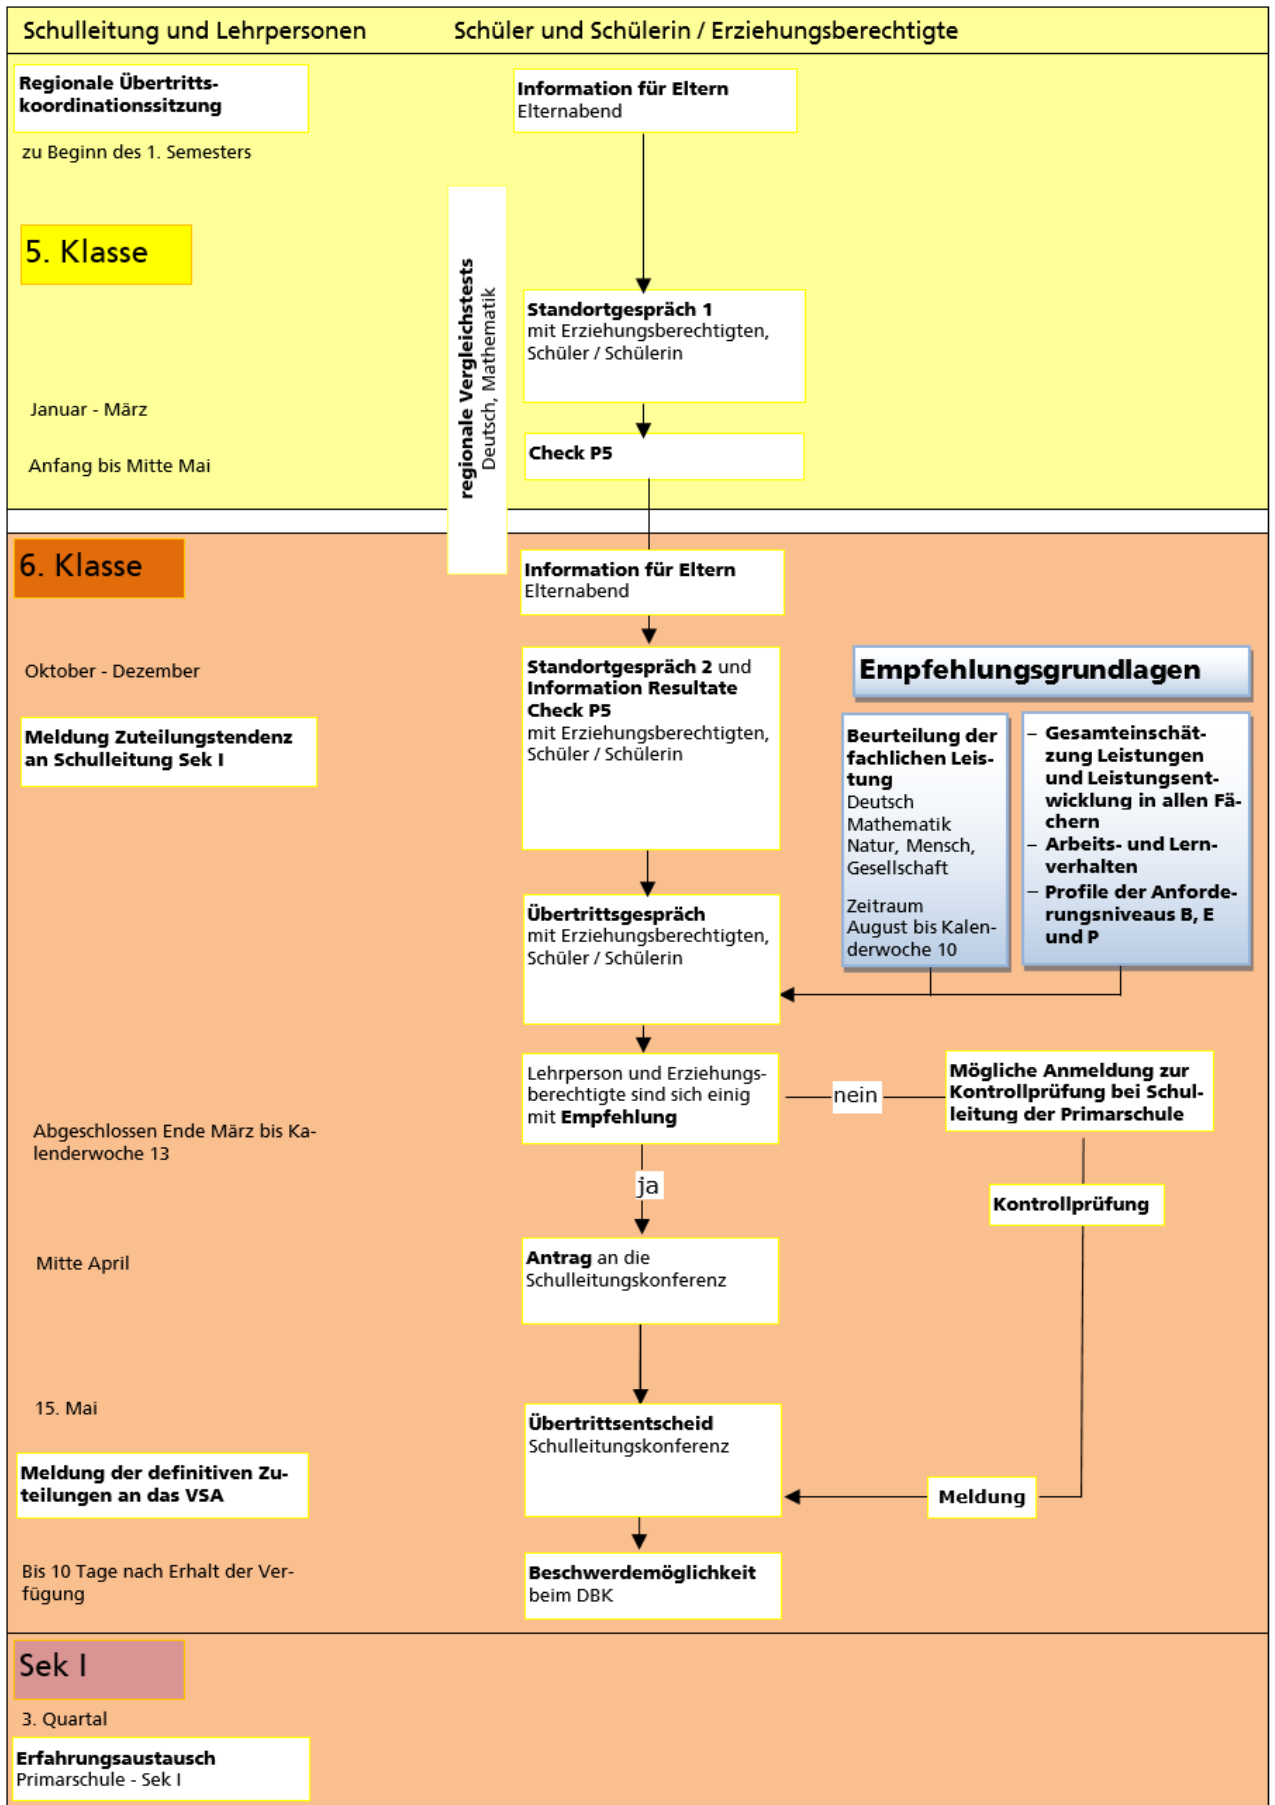 Schulleitung und Lehrpersonen
Schüler und Schülerin / Erziehungsberechtigte
Regionale Übertritts-
koordinationssitzung
zu Beginn des 1. Semesters
Information für Eltern
Elternabend
5. Klasse
regionale Vergleichstests
Deutsch, Mathematik
Standortgespräch 1
mit Erziehungsberechtigten,
Schüler / Schülerin
Januar - März
Check P5
Anfang bis Mitte Mai
6. Klasse
Information für Eltern
Elternabend
Oktober - Dezember
Meldung Zuteilungstendenz
an Schulleitung Sek I
Standortgespräch 2 und
Information Resultate
Check P5
mit Erziehungsberechtigten,
Schüler / Schülerin
Empfehlungsgrundlagen
Beurteilung der
fachlichen Leis-
tung
Deutsch
Mathematik
Natur, Mensch,
Gesellschaft
Zeitraum
August bis Kalen-
derwoche 10
– Gesamteinschät-
zung Leistungen
und Leistungsent-
wicklung in allen Fä-
chern
– Arbeits- und Lern-
verhalten
– Profile der Anforde-
rungsniveaus B, E
und P
Übertrittsgespräch
mit Erziehungsberechtigten,
Schüler / Schülerin
Lehrperson und Erziehungs-
berechtigte sind sich einig
mit Empfehlung
nein
Mögliche Anmeldung zur
Kontrollprüfung bei Schul-
leitung der Primarschule
Abgeschlossen Ende März bis Ka-
lenderwoche 13
ja
Kontrollprüfung
Mitte April
Antrag an die
Schulleitungskonferenz
15. Mai
Übertrittsentscheid
Schulleitungskonferenz
Meldung der definitiven Zu-
teilungen an das VSA
Meldung
Bis 10 Tage nach Erhalt der Ver-
fügung
Beschwerdemöglichkeit
beim DBK
Sek I
3. Quartal
Erfahrungsaustausch
Primarschule - Sek I